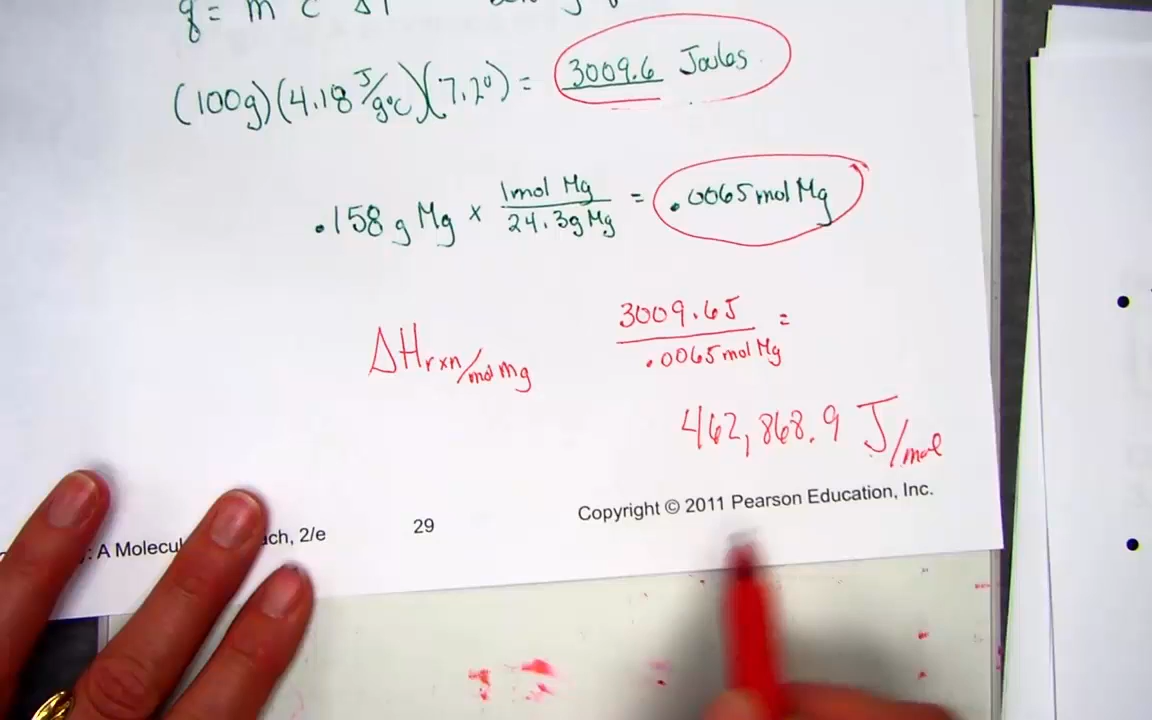 q = m c ΔT
(100g)(4.18 J/g°C)(7.2°) = 3009.6 Joules
.158 g Mg x 1mol Mg / 24.3g Mg = .0065 mol Mg
ΔHrxn/mol mg
3009.6J / .0065 mol Mg =
462,868.9 J/mol
: A Molecul ach, 2/e 29 Copyright © 2011 Pearson Education, Inc.